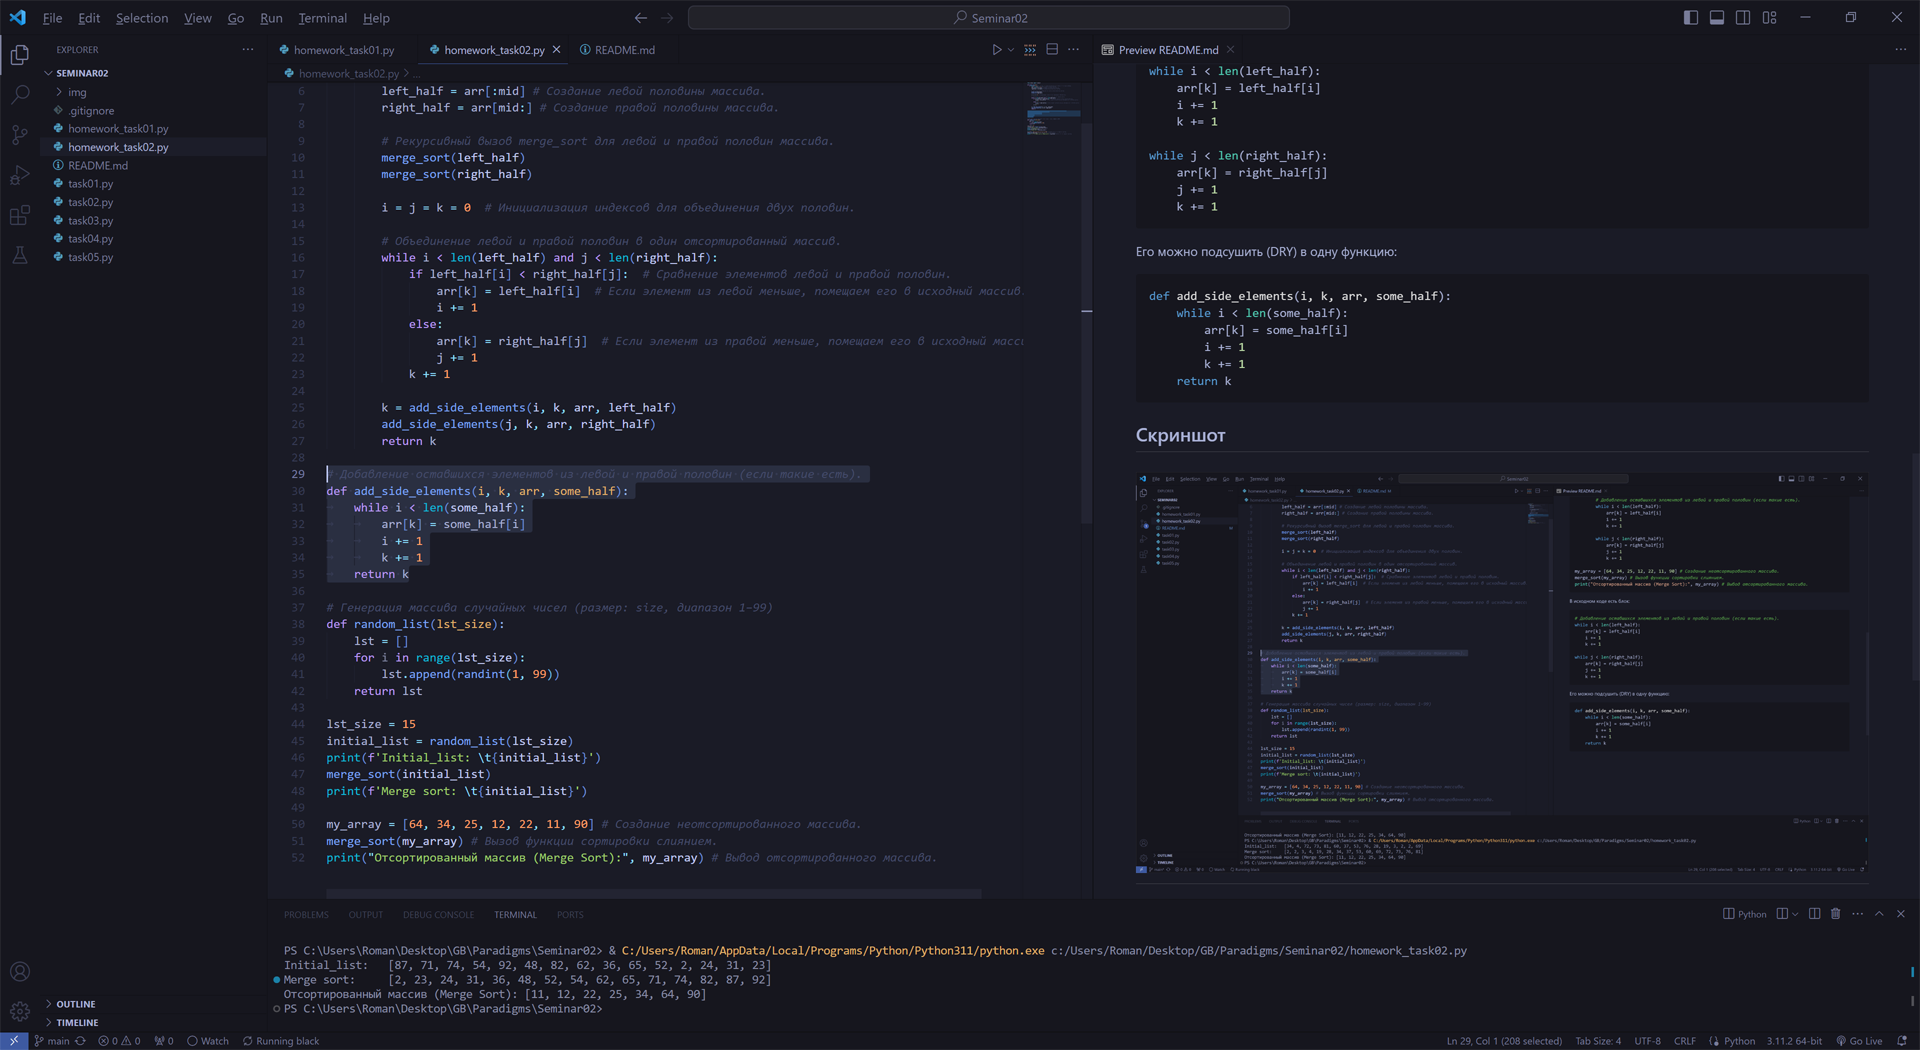 File Edit Selection View Go Run Terminal Help
Seminar02
EXPLORER
SEMINAR02
img
.gitignore
homework_task01.py
homework_task02.py
README.md
task01.py
task02.py
task03.py
task04.py
task05.py
OUTLINE
TIMELINE
homework_task01.py
homework_task02.py
README.md
homework_task02.py > ...
6 left_half = arr[:mid] # Создание левой половины массива.
7 right_half = arr[mid:] # Создание правой половины массива.
8
9 # Рекурсивный вызов merge_sort для левой и правой половин массива.
10 merge_sort(left_half)
11 merge_sort(right_half)
12
13 i = j = k = 0 # Инициализация индексов для объединения двух половин.
14
15 # Объединение левой и правой половин в один отсортированный массив.
16 while i < len(left_half) and j < len(right_half):
17 if left_half[i] < right_half[j]: # Сравнение элементов левой и правой половин.
18 arr[k] = left_half[i] # Если элемент из левой меньше, помещаем его в исходный массив.
19 i += 1
20 else:
21 arr[k] = right_half[j] # Если элемент из правой меньше, помещаем его в исходный масси
22 j += 1
23 k += 1
24
25 k = add_side_elements(i, k, arr, left_half)
26 add_side_elements(j, k, arr, right_half)
27 return k
28
29 # Добавление оставшихся элементов из левой и правой половин (если такие есть).
30 def add_side_elements(i, k, arr, some_half):
31 while i < len(some_half):
32 arr[k] = some_half[i]
33 i += 1
34 k += 1
35 return k
36
37 # Генерация массива случайных чисел (размер: size, диапазон 1-99)
38 def random_list(lst_size):
39 lst = []
40 for i in range(lst_size):
41 lst.append(randint(1, 99))
42 return lst
43
44 lst_size = 15
45 initial_list = random_list(lst_size)
46 print(f'Initial_list: \t{initial_list}')
47 merge_sort(initial_list)
48 print(f'Merge sort: \t{initial_list}')
49
50 my_array = [64, 34, 25, 12, 22, 11, 90] # Создание неотсортированного массива.
51 merge_sort(my_array) # Вызов функции сортировки слиянием.
52 print("Отсортированный массив (Merge Sort):", my_array) # Вывод отсортированного массива.
Preview README.md
while i < len(left_half):
arr[k] = left_half[i]
i += 1
k += 1
while j < len(right_half):
arr[k] = right_half[j]
j += 1
k += 1
Его можно подсушить (DRY) в одну функцию:
def add_side_elements(i, k, arr, some_half):
while i < len(some_half):
arr[k] = some_half[i]
i += 1
k += 1
return k
Скриншот
PROBLEMS OUTPUT DEBUG CONSOLE TERMINAL PORTS
Python
PS C:\Users\Roman\Desktop\GB\Paradigms\Seminar02> & C:/Users/Roman/AppData/Local/Programs/Python/Python311/python.exe c:/Users/Roman/Desktop/GB/Paradigms/Seminar02/homework_task02.py
Initial_list: [87, 71, 74, 54, 92, 48, 82, 62, 36, 65, 52, 2, 24, 31, 23]
Merge sort: [2, 23, 24, 31, 36, 48, 52, 54, 62, 65, 71, 74, 82, 87, 92]
Отсортированный массив (Merge Sort): [11, 12, 22, 25, 34, 64, 90]
PS C:\Users\Roman\Desktop\GB\Paradigms\Seminar02>
main 0 0 0 Watch Running black
Ln 29, Col 1 (208 selected) Tab Size: 4 UTF-8 CRLF Python 3.11.2 64-bit Go Live